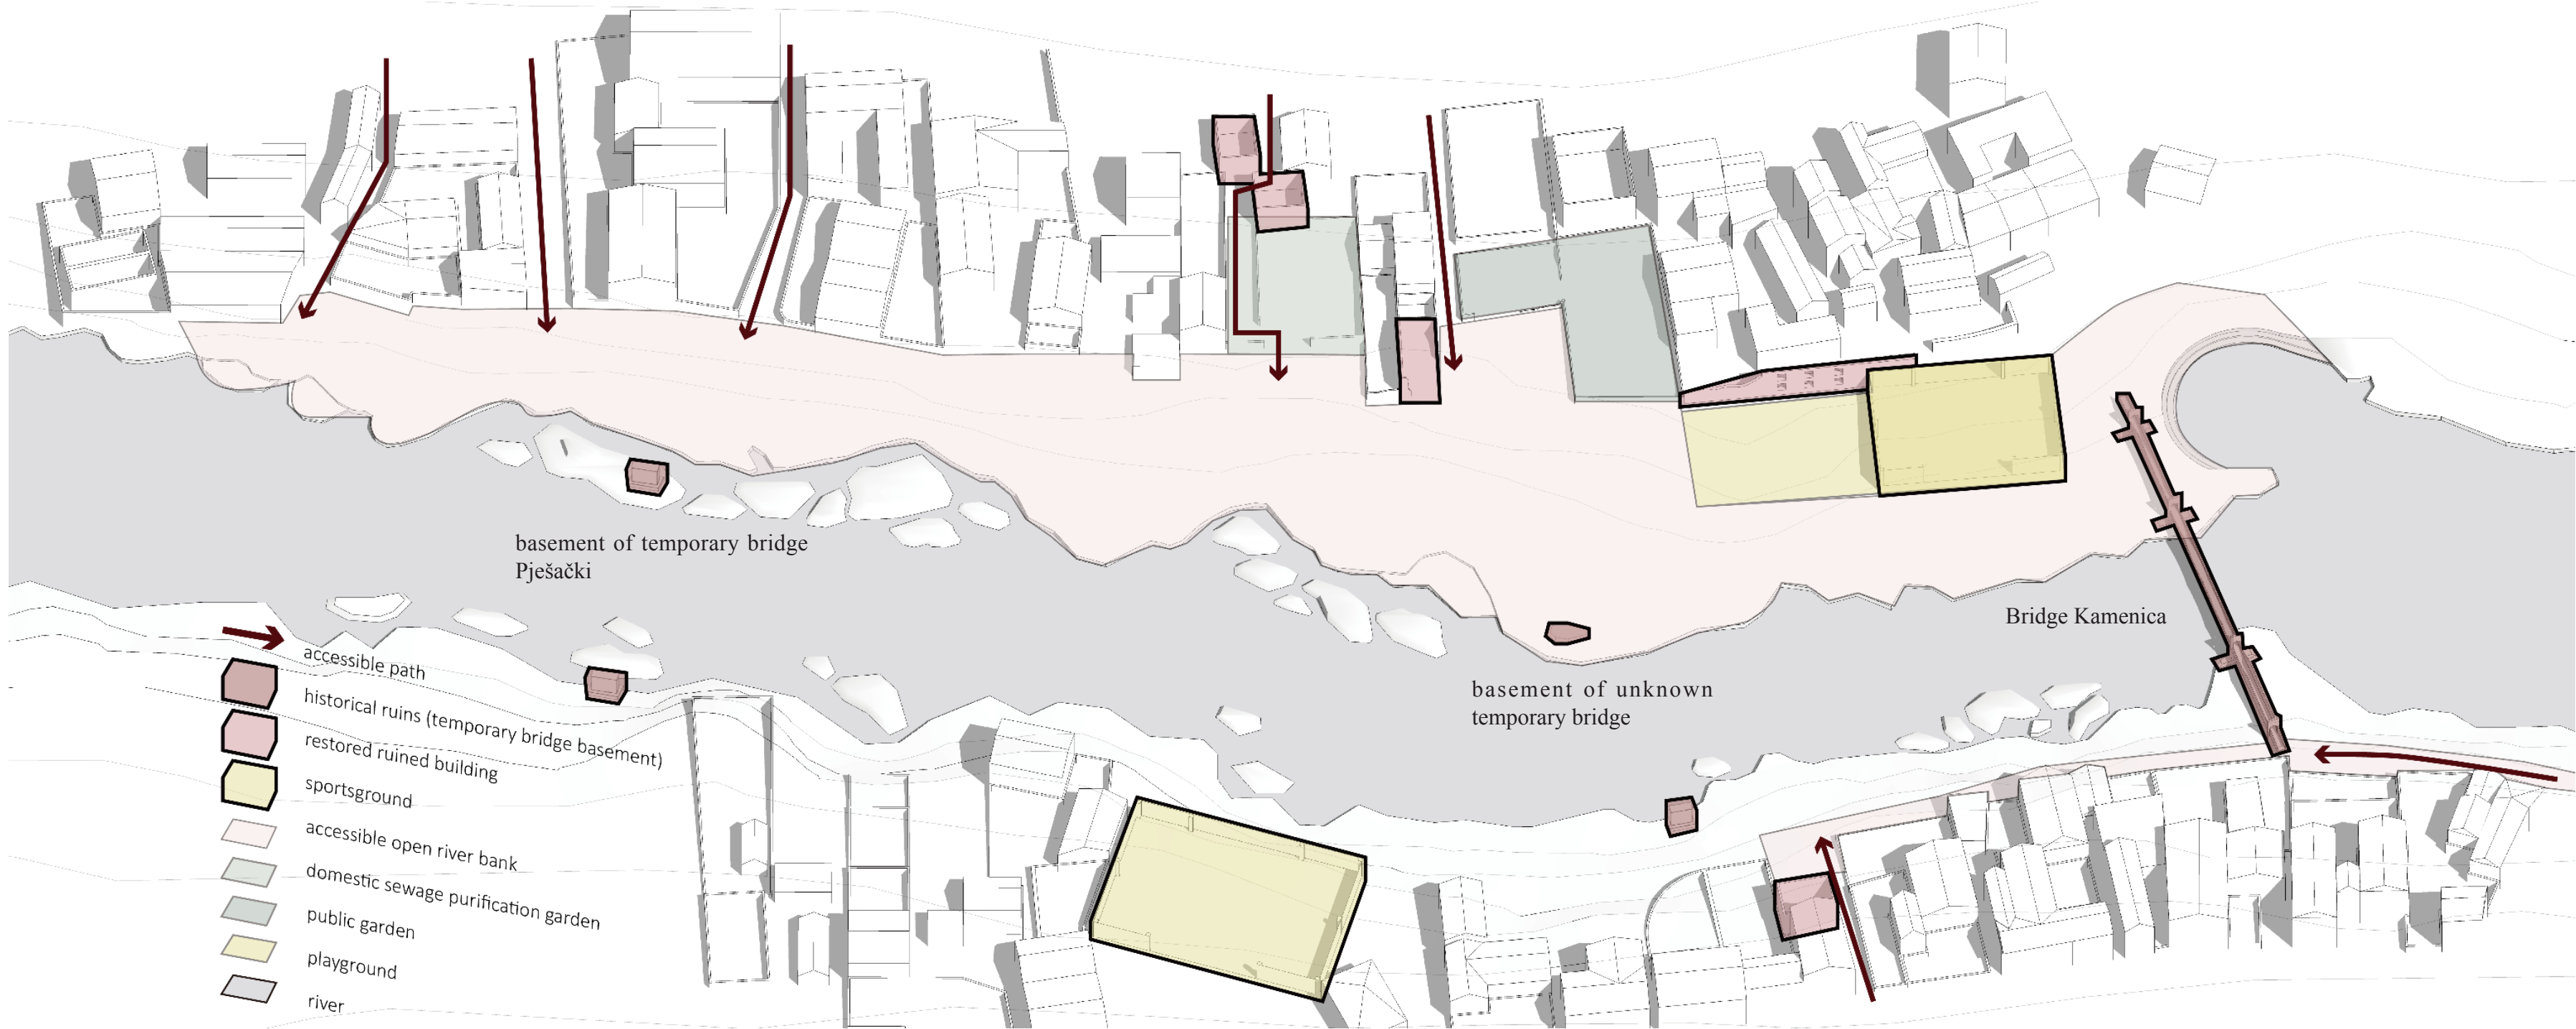 basement of temporary bridge
Pješački
Bridge Kamenica
basement of unknown
temporary bridge
accessible path
historical ruins (temporary bridge basement)
restored ruined building
sportsground
accessible open river bank
domestic sewage purification garden
public garden
playground
river